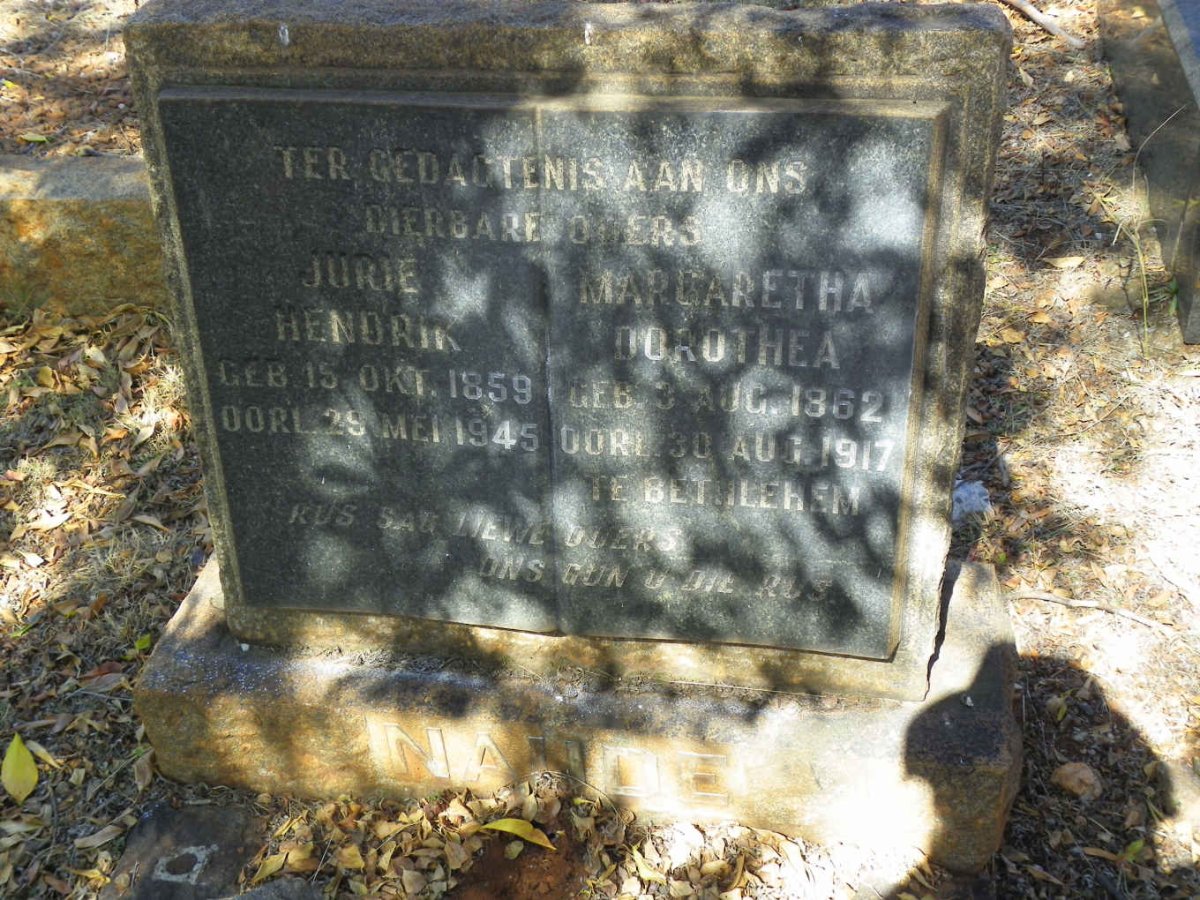 TER GEDAGTENIS AAN ONS
DIERBARE OUERS
JURIE
HENDRIK
GEB. 15 OKT. 1859
OORL. 29 MEI 1945
MARGARETHA
DOROTHEA
GEB. 3 AUG. 1862
OORL. 30 AUG. 1917
TE BETHLEHEM
RUS SAG LIEWE OUERS
ONS GUN U DIE RUS.
NAUDE